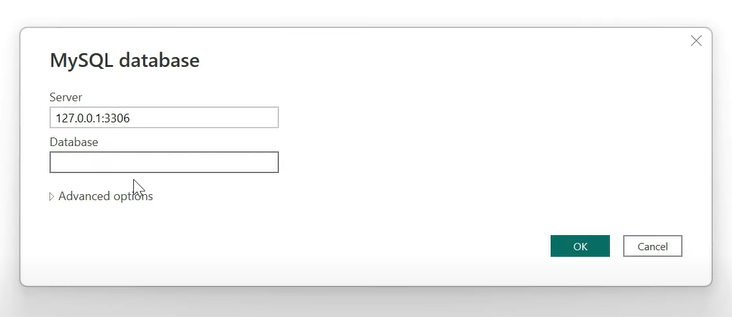 MySQL database
Server
127.0.0.1:3306
Database
Advanced options
OK
Cancel